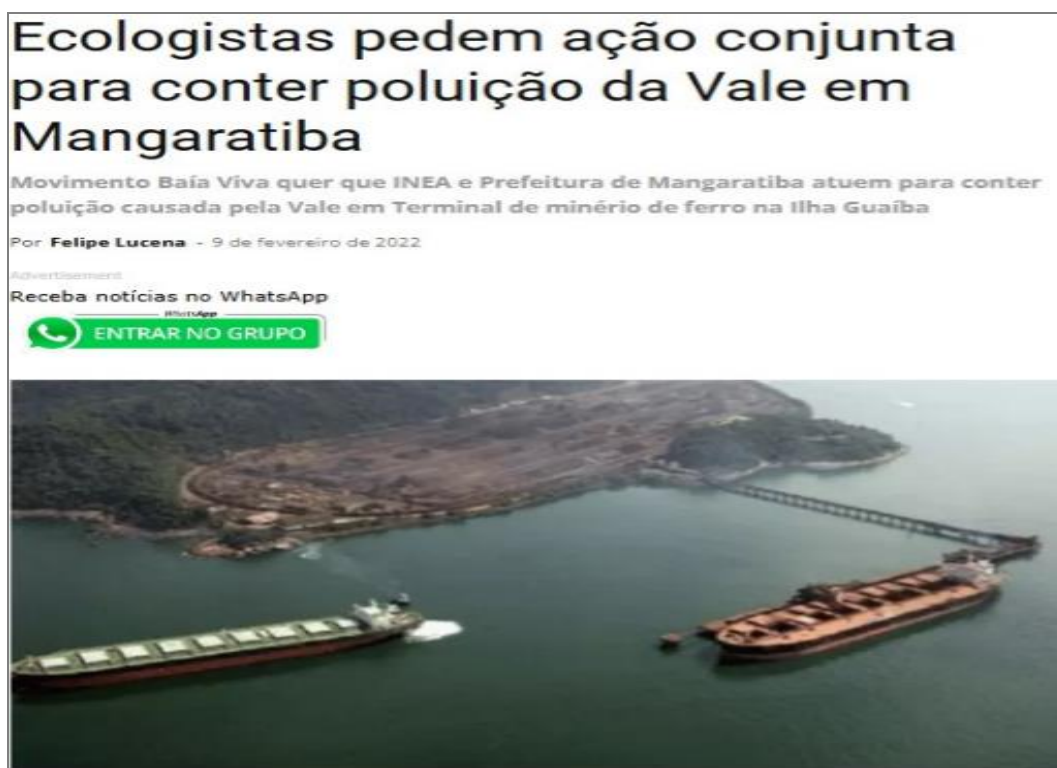 Ecologistas pedem ação conjunta
para conter poluição da Vale em
Mangaratiba
Movimento Baía Viva quer que INEA e Prefeitura de Mangaratiba atuem para conter
poluição causada pela Vale em Terminal de minério de ferro na Ilha Guaíba
Por Felipe Lucena - 9 de fevereiro de 2022
Advertisement
Receba notícias no WhatsApp
WhatsApp
ENTRAR NO GRUPO